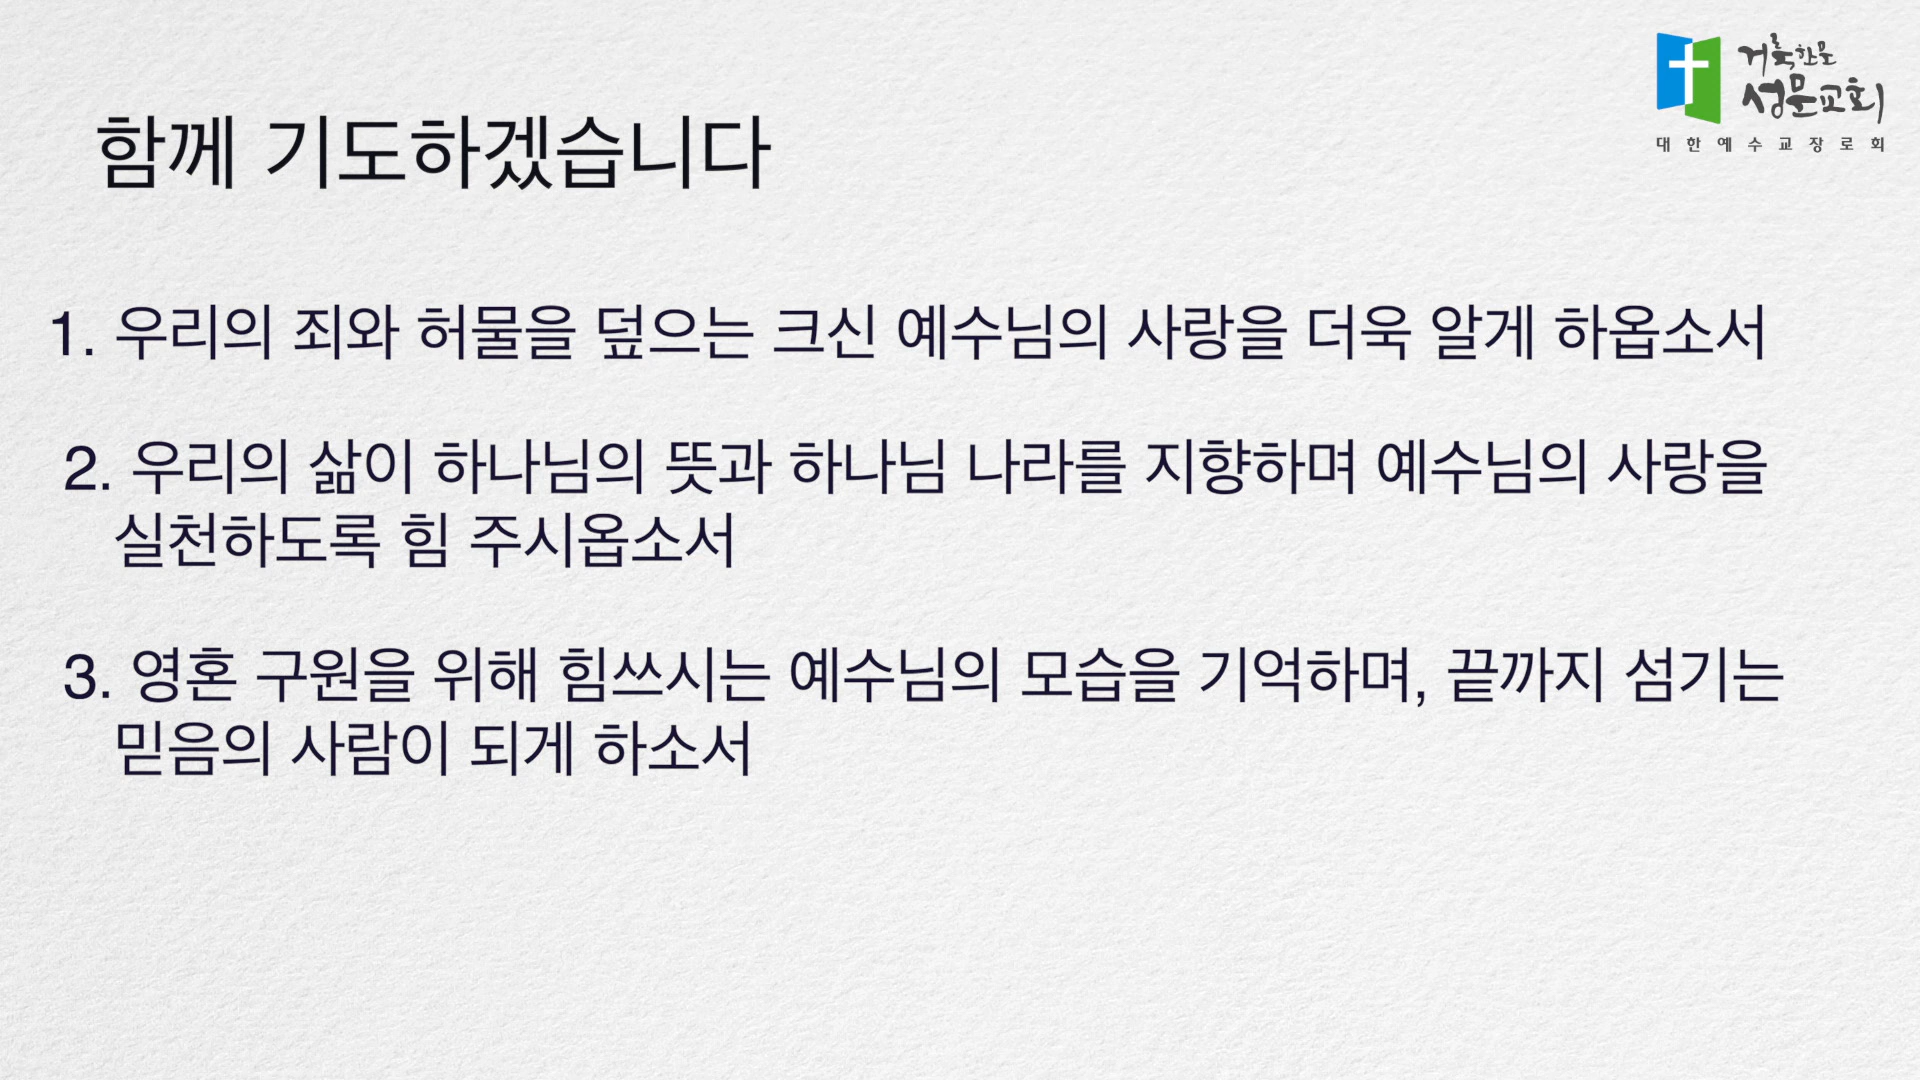 거룩한문
성문교회
대한예수교장로회
함께 기도하겠습니다
1. 우리의 죄와 허물을 덮으는 크신 예수님의 사랑을 더욱 알게 하옵소서
2. 우리의 삶이 하나님의 뜻과 하나님 나라를 지향하며 예수님의 사랑을
실천하도록 힘 주시옵소서
3. 영혼 구원을 위해 힘쓰시는 예수님의 모습을 기억하며, 끝까지 섬기는
믿음의 사람이 되게 하소서